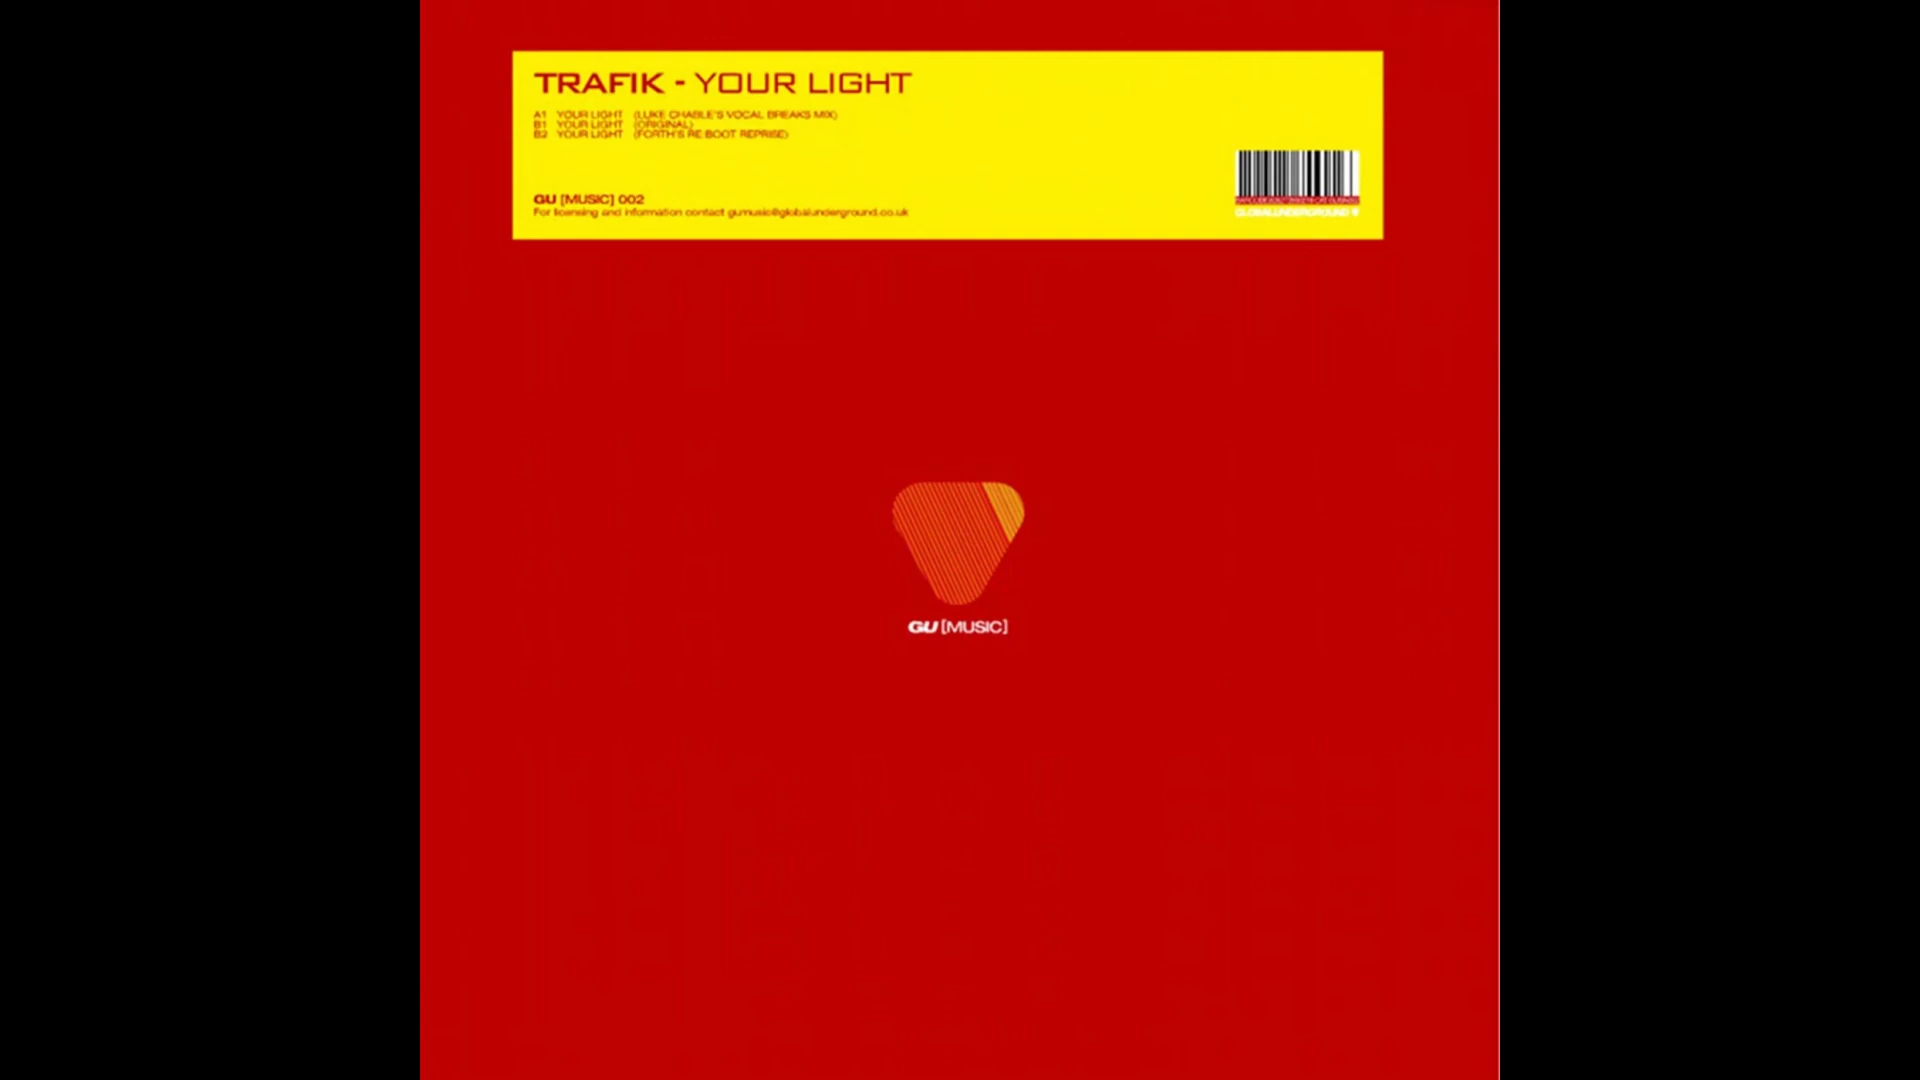 TRAFIK - YOUR LIGHT
A1 YOUR LIGHT (LUKE CHABLE'S VOCAL BREAKS MIX)
B1 YOUR LIGHT (ORIGINAL)
B2 YOUR LIGHT (FORTH'S RE:BOOT REPRISE)
GU [MUSIC] 002
For licensing and information contact gumusic@globalunderground.co.uk
GLOBALUNDERGROUND
GU [MUSIC]